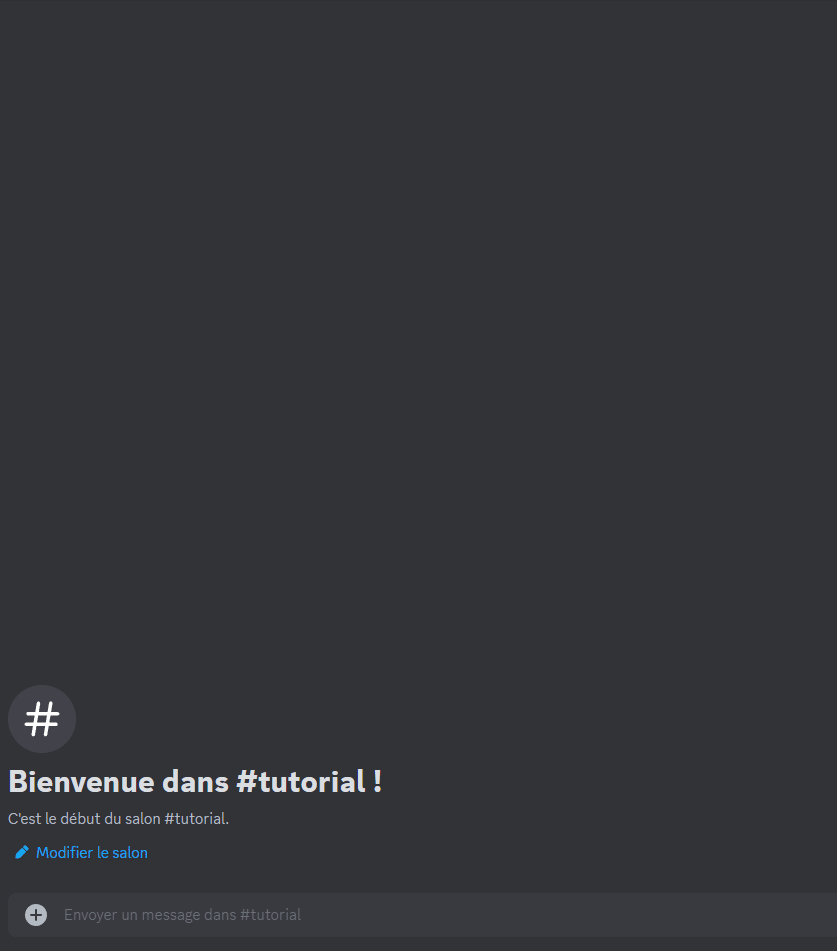 Bienvenue dans #tutorial !
C'est le début du salon #tutorial.
Modifier le salon
Envoyer un message dans #tutorial